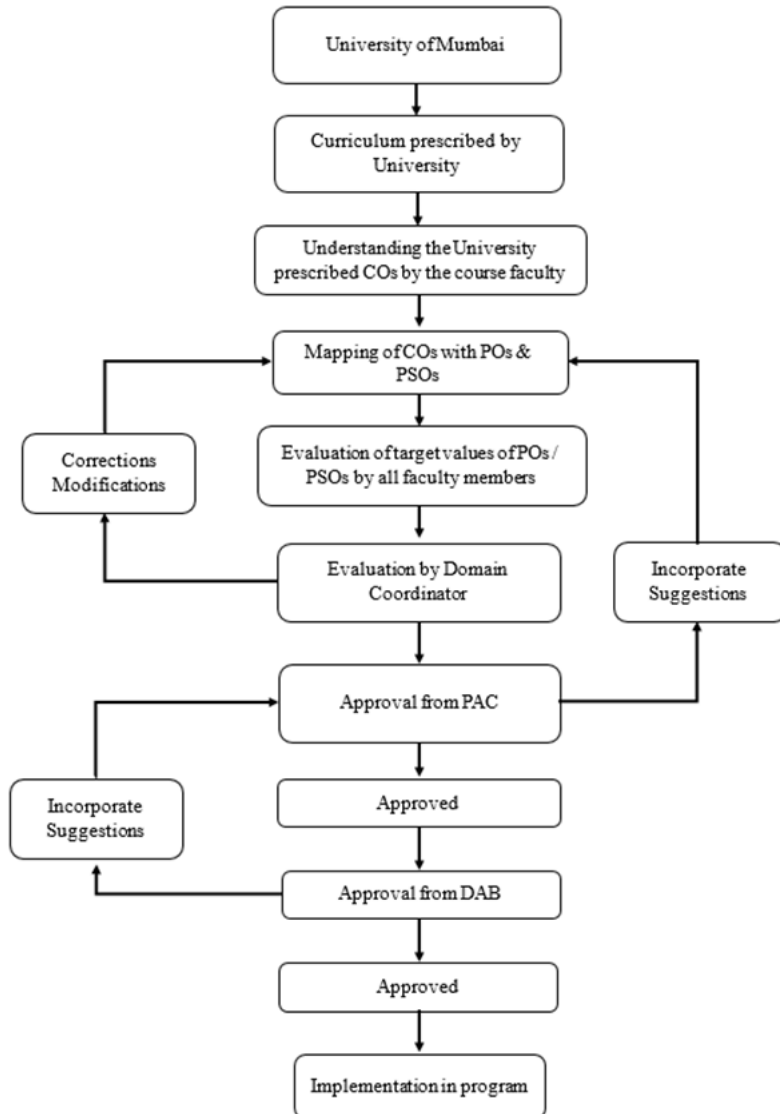 University of Mumbai
Curriculum prescribed by
University
Understanding the University
prescribed COs by the course faculty
Mapping of COs with POs &
PSOs
Corrections
Modifications
Evaluation of target values of POs /
PSOs by all faculty members
Evaluation by Domain
Coordinator
Incorporate
Suggestions
Approval from PAC
Incorporate
Suggestions
Approved
Approval from DAB
Approved
Implementation in program